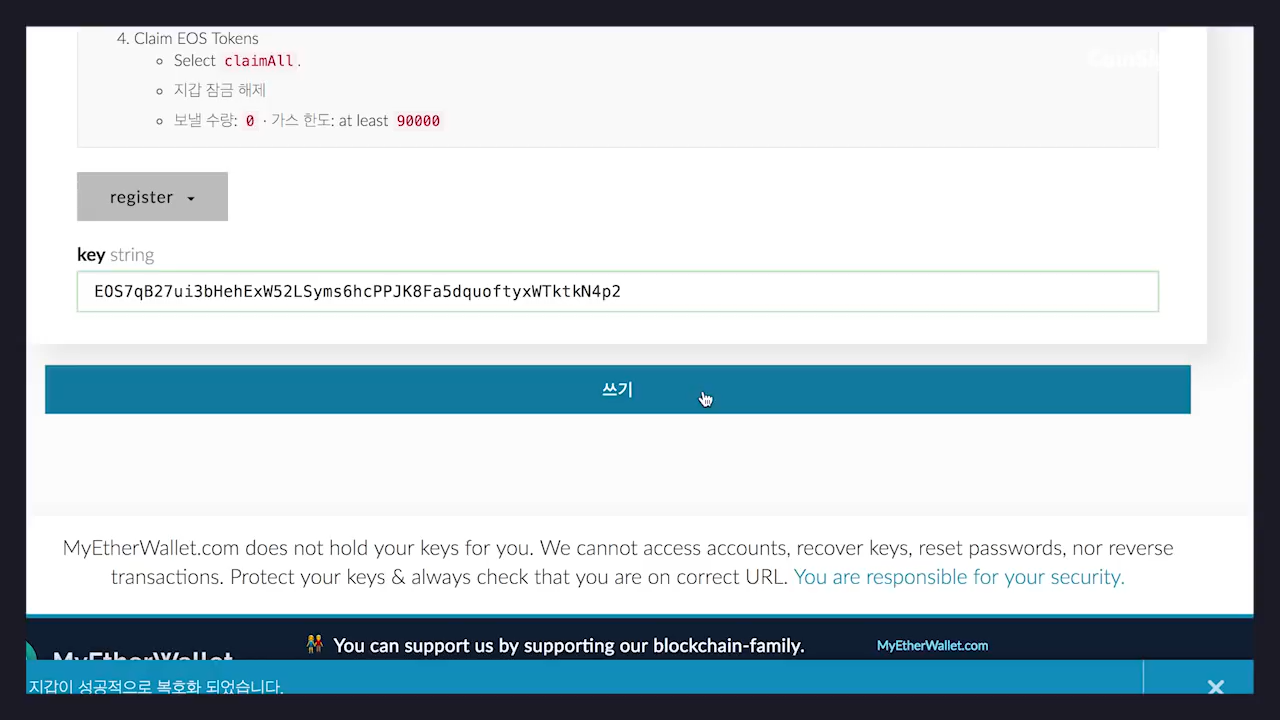 4. Claim EOS Tokens
Select claimAll.
지갑 잠금 해제
보낼 수량: 0 · 가스 한도: at least 90000
register
key string
EOS7qB27ui3bHehExW52LSyms6hcPPJK8Fa5dquoftyxWTktkN4p2
쓰기
MyEtherWallet.com does not hold your keys for you. We cannot access accounts, recover keys, reset passwords, nor reverse
transactions. Protect your keys & always check that you are on correct URL. You are responsible for your security.
You can support us by supporting our blockchain-family.
MyEtherWallet.com
MyEtherWallet
지갑이 성공적으로 복호화 되었습니다.